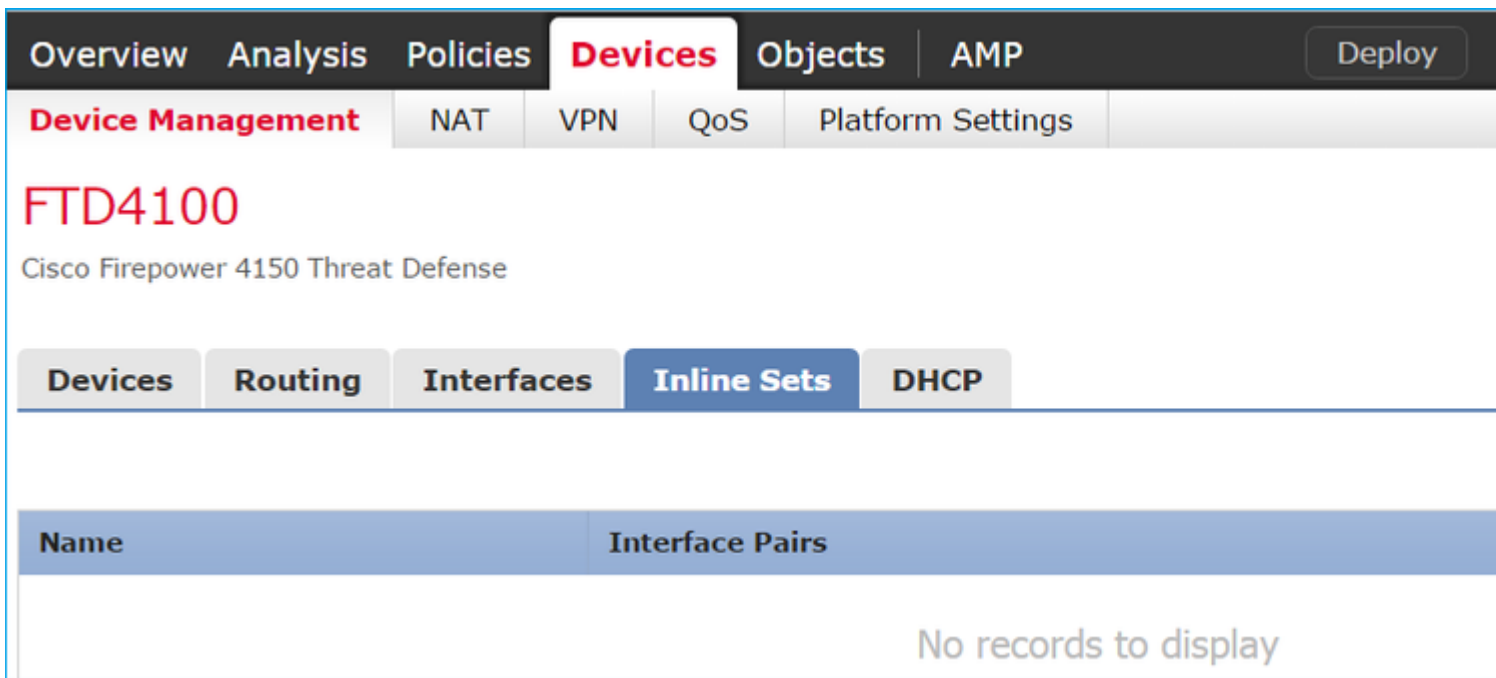 Overview Analysis Policies Devices Objects AMP Deploy
Device Management NAT VPN QoS Platform Settings
FTD4100
Cisco Firepower 4150 Threat Defense
Devices Routing Interfaces Inline Sets DHCP
Name Interface Pairs
No records to display